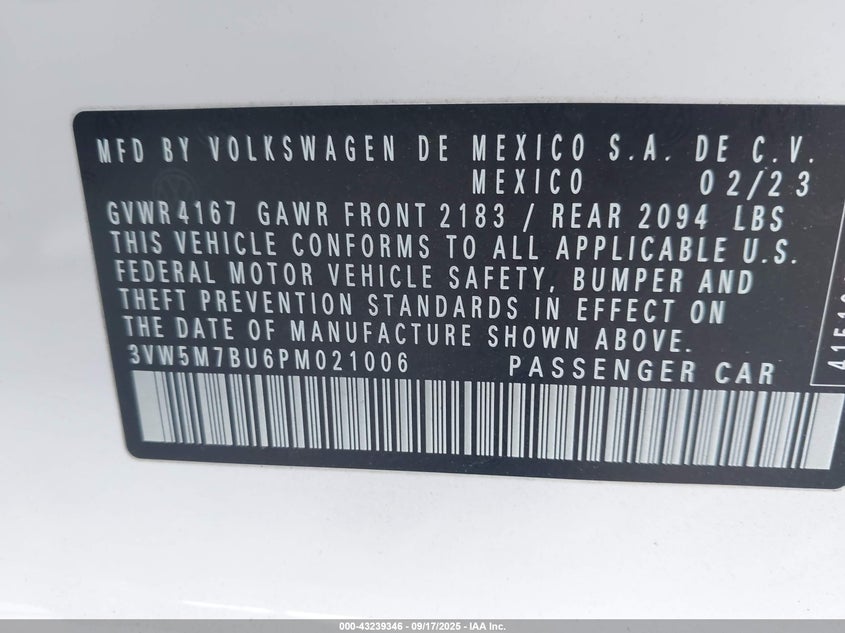 MFD BY VOLKSWAGEN DE MEXICO S.A. DE C.V.
MEXICO 02/23
GVWR 4167 GAWR FRONT 2183 / REAR 2094 LBS
THIS VEHICLE CONFORMS TO ALL APPLICABLE U.S.
FEDERAL MOTOR VEHICLE SAFETY, BUMPER AND
THEFT PREVENTION STANDARDS IN EFFECT ON
THE DATE OF MANUFACTURE SHOWN ABOVE.
3VW5M7BU6PM021006 PASSENGER CAR
000-43239346 - 09/17/2025 - IAA Inc.